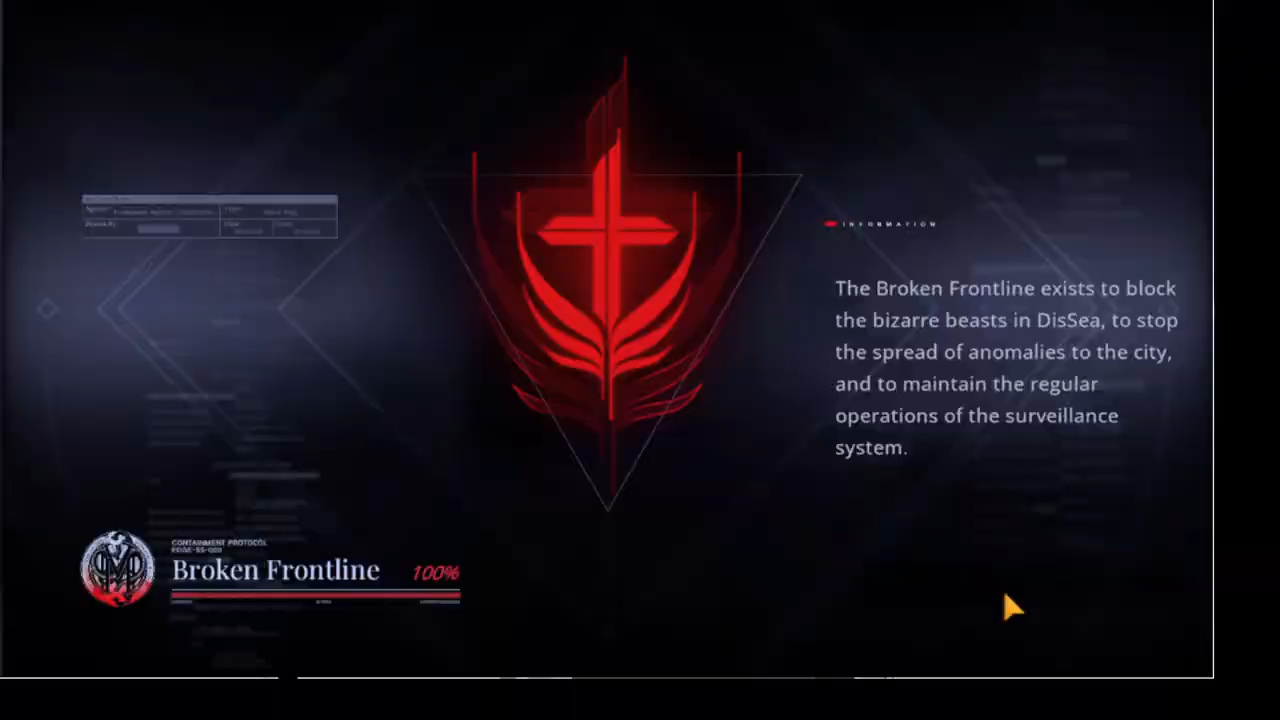 INFORMATION
The Broken Frontline exists to block
the bizarre beasts in DisSea, to stop
the spread of anomalies to the city,
and to maintain the regular
operations of the surveillance
system.
CONTAINMENT PROTOCOL
Broken Frontline 100%